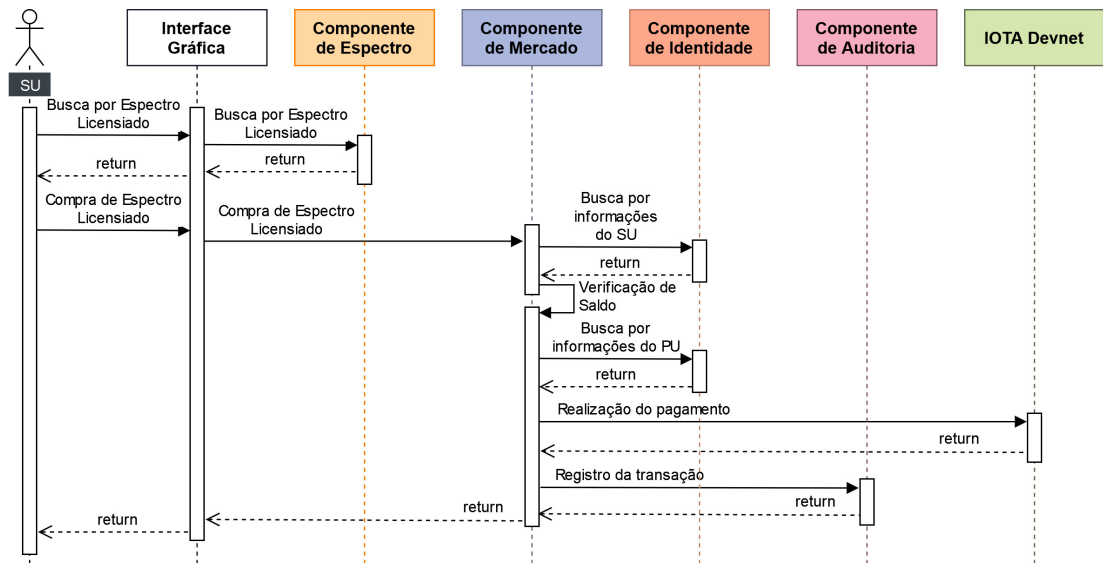 Interface
Gráfica
Componente
de Espectro
Componente
de Mercado
Componente
de Identidade
Componente
de Auditoria
IOTA Devnet
SU
Busca por Espectro
Licensiado
Busca por Espectro
Licensiado
return
return
Compra de Espectro
Licensiado
Compra de Espectro
Licensiado
Busca por
informações
do SU
return
Verificação de
Saldo
Busca por
informações do PU
return
Realização do pagamento
return
Registro da transação
return
return
return